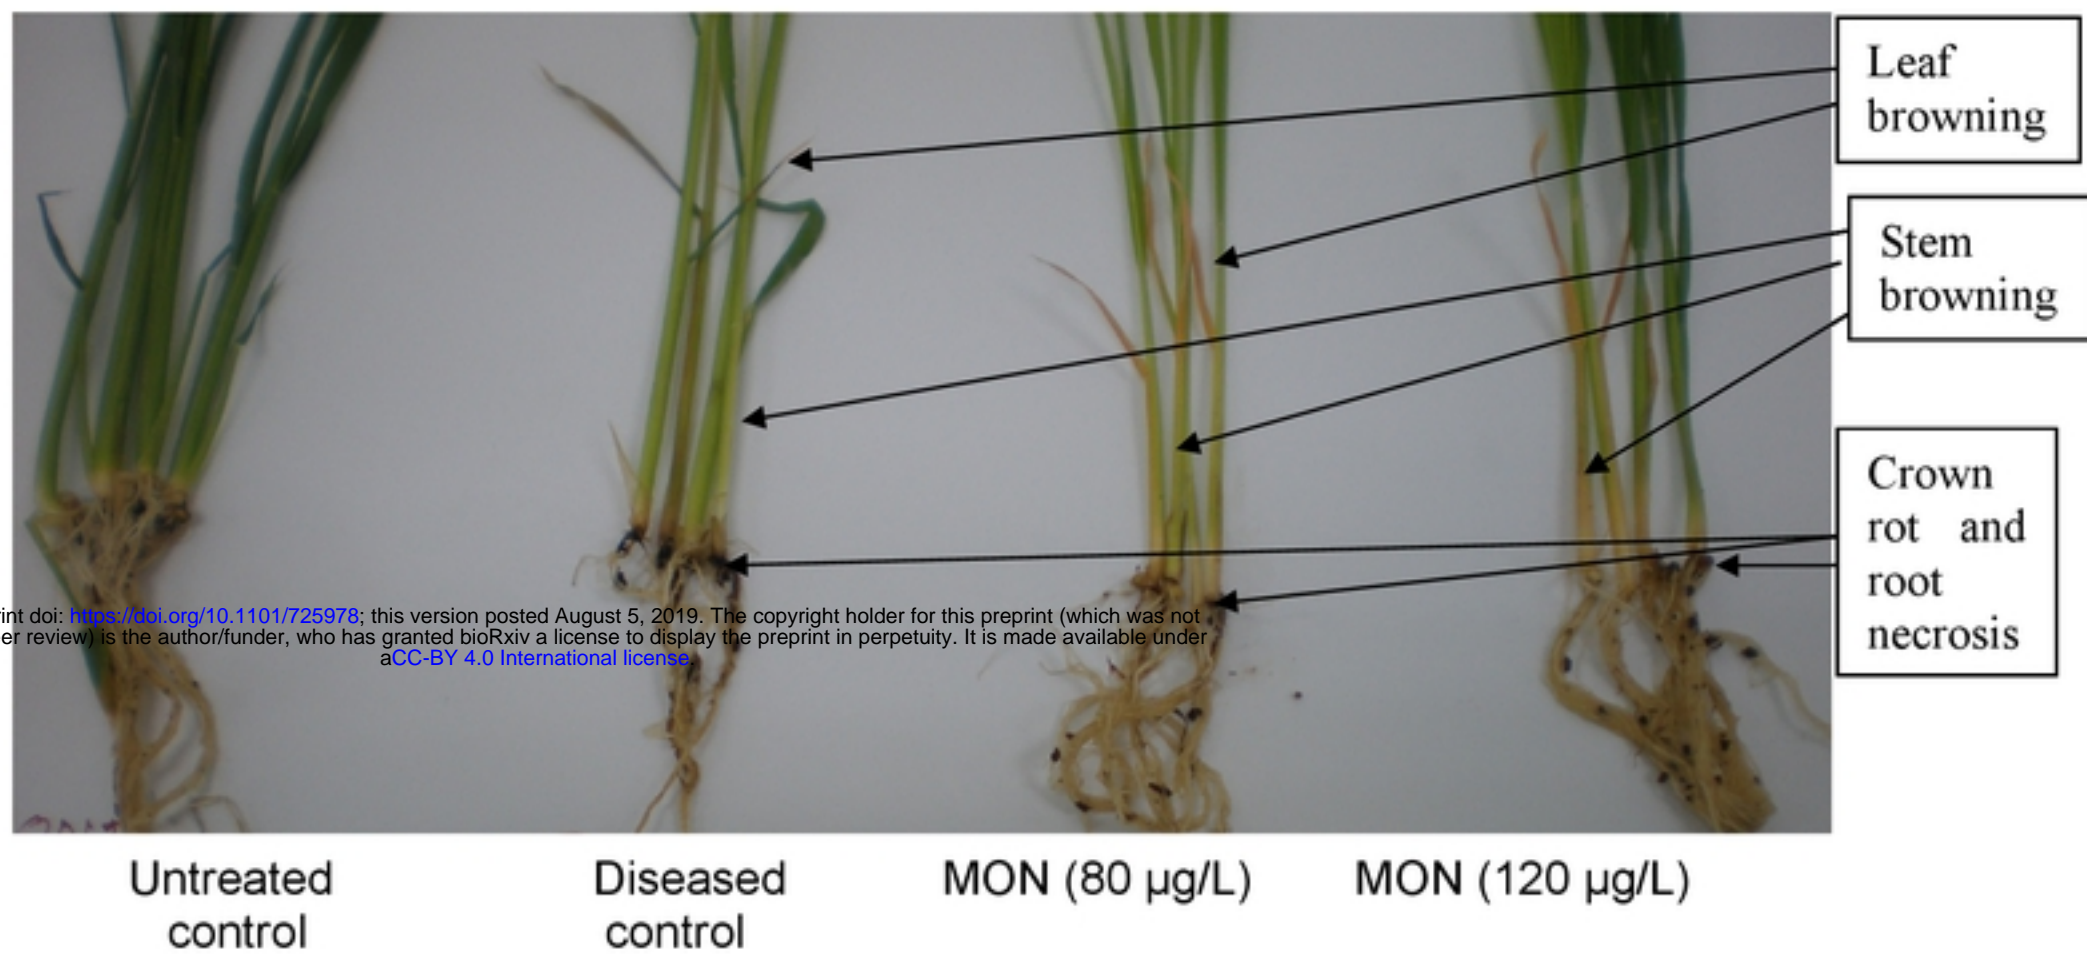 Leaf
browning
Stem
browning
Crown
rot and
root
necrosis
int doi: https://doi.org/10.1101/725978; this version posted August 5, 2019. The copyright holder for this preprint (which was not
er review) is the author/funder, who has granted bioRxiv a license to display the preprint in perpetuity. It is made available under
aCC-BY 4.0 International license.
Untreated
control
Diseased
control
MON (80 µg/L)
MON (120 µg/L)